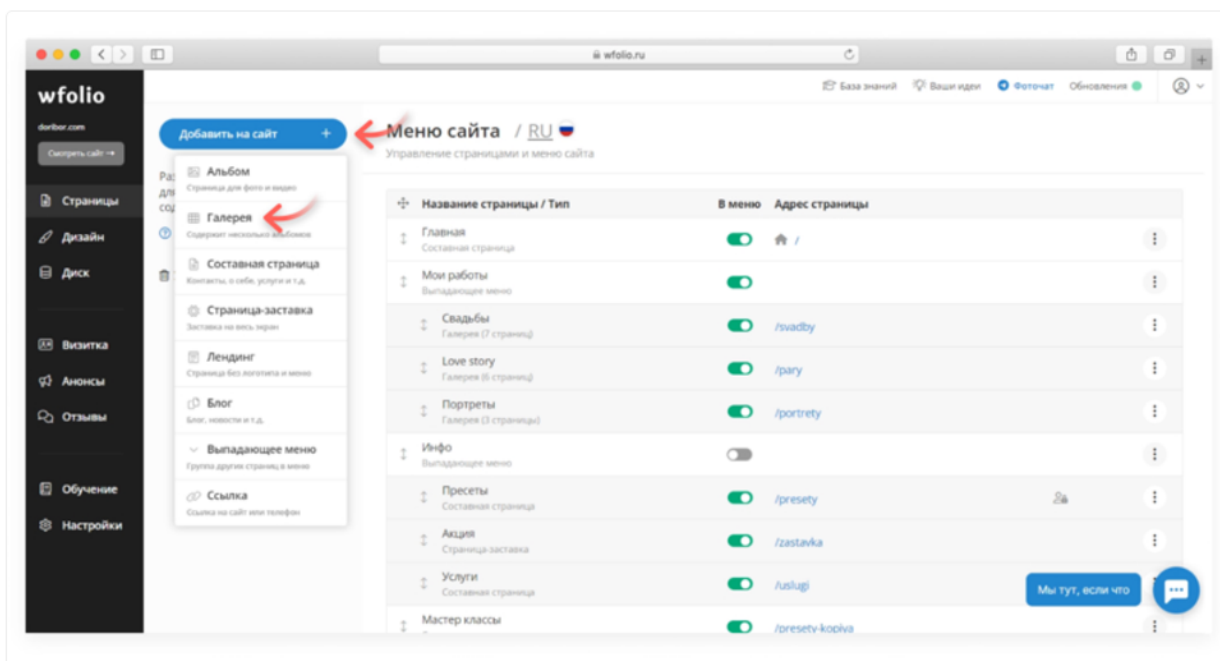 wfolio.ru
wfolio
База знаний
Ваши идеи
Фоточат
Обновления
doribor.com
Смотреть сайт →
Добавить на сайт +
Меню сайта / RU
Управление страницами и меню сайта
Страницы
Дизайн
Диск
Визитка
Анонсы
Отзывы
Обучение
Настройки
Альбом
Страница для фото и видео
Галерея
Содержит несколько альбомов
Составная страница
Контакты, о себе, услуги и т.д.
Страница-заставка
Заставка на весь экран
Лендинг
Страница без логотипа и меню
Блог
Блог, новости и т.д.
Выпадающее меню
Группа других страниц в меню
Ссылка
Ссылка на сайт или телефон
Название страницы / Тип В меню Адрес страницы
Главная
Составная страница
/
Мои работы
Выпадающее меню
Свадьбы
Галерея (7 страниц)
/svadby
Love story
Галерея (6 страниц)
/pary
Портреты
Галерея (3 страницы)
/portrety
Инфо
Выпадающее меню
Пресеты
Составная страница
/presety
Акция
Страница-заставка
/zastavka
Услуги
Составная страница
/uslugi
Мастер классы
/presety-kopiya
Мы тут, если что